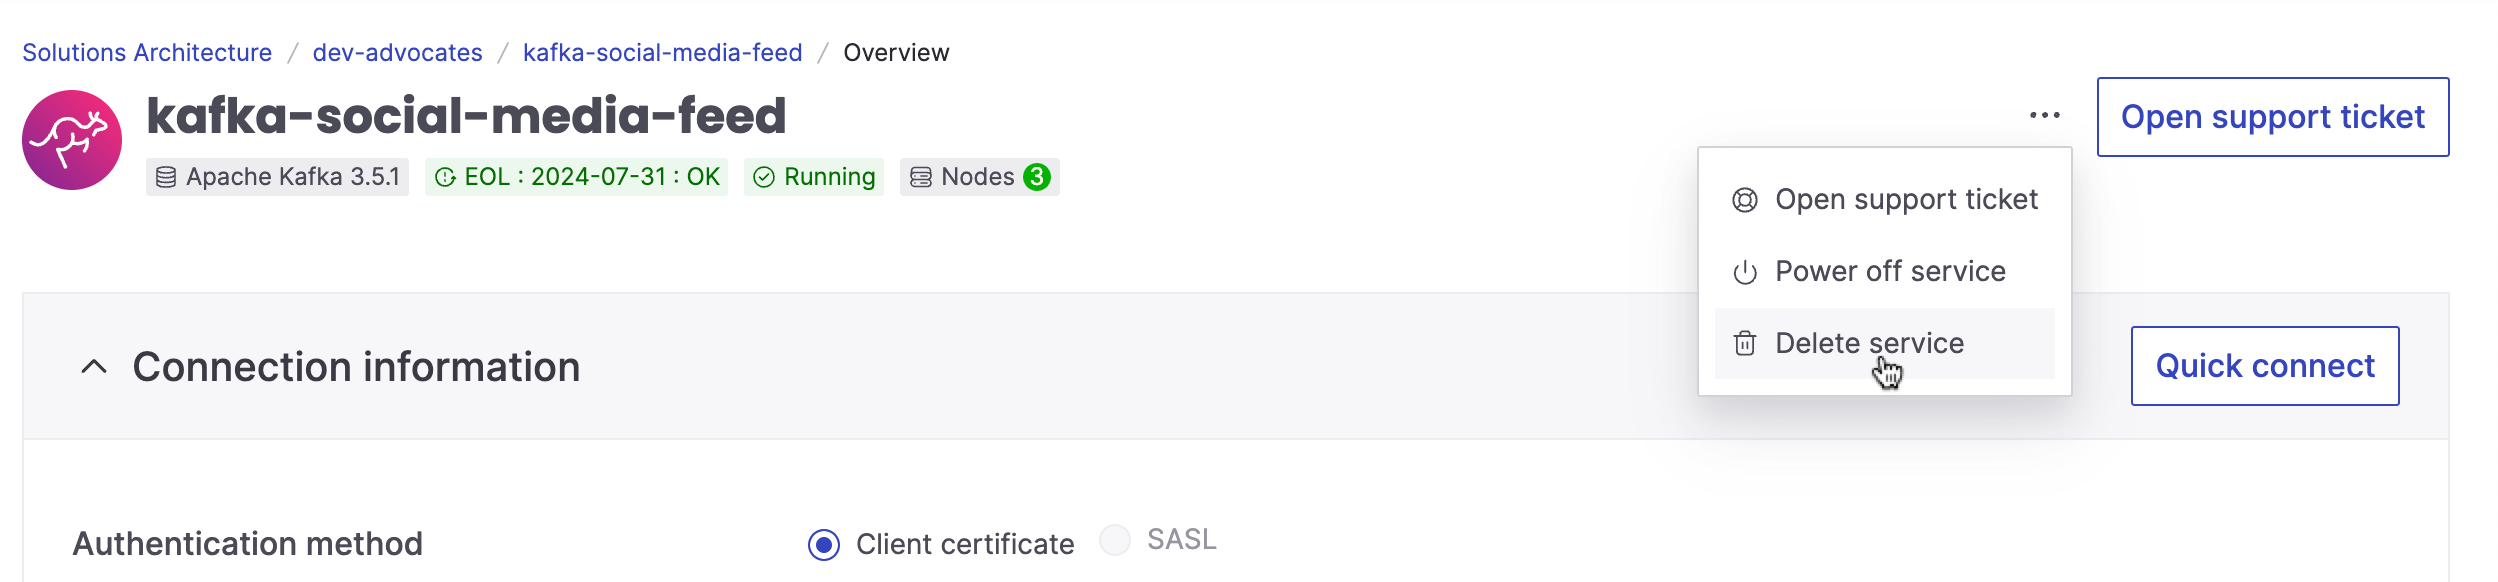 Solutions Architecture / dev-advocates / kafka-social-media-feed / Overview
kafka-social-media-feed
...
Open support ticket
Apache Kafka 3.5.1
EOL : 2024-07-31 : OK
Running
Nodes 3
Open support ticket
Power off service
Delete service
Connection information
Quick connect
Authentication method
Client certificate
SASL